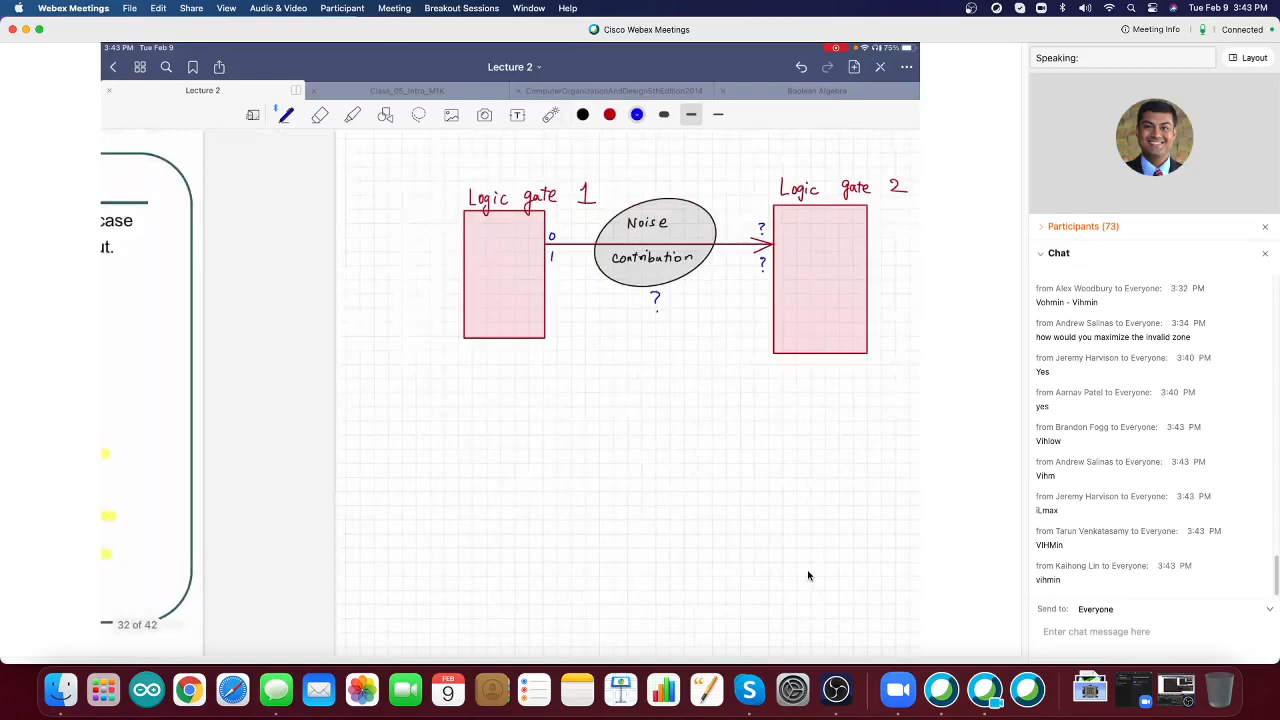 Webex Meetings File Edit Share View Audio & Video Participant Meeting Breakout Sessions Window Help Tue Feb 9 3:43 PM
Cisco Webex Meetings
Meeting Info Connected
3:43 PM Tue Feb 9
75%
Lecture 2
Lecture 2
Class_05_Intra_M1K
ComputerOrganizationAndDesign5thEdition2014
Boolean Algebra
case
ut.
32 of 42
Logic gate 1
Logic gate 2
Noise
contribution
0
1
?
?
?
Speaking:
Layout
Participants (73)
Chat
from Alex Woodbury to Everyone: 3:32 PM
Vohmin - Vihmin
from Andrew Salinas to Everyone: 3:34 PM
how would you maximize the invalid zone
from Jeremy Harvison to Everyone: 3:40 PM
Yes
from Aarnav Patel to Everyone: 3:40 PM
yes
from Brandon Fogg to Everyone: 3:43 PM
Vihlow
from Andrew Salinas to Everyone: 3:43 PM
Vihm
from Jeremy Harvison to Everyone: 3:43 PM
iLmax
from Tarun Venkatasamy to Everyone: 3:43 PM
VIHMin
from Kaihong Lin to Everyone: 3:43 PM
vihmin
Send to: Everyone
Enter chat message here
FEB
9